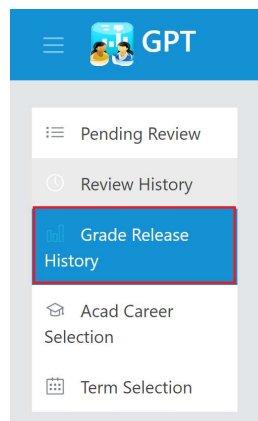 GPT
Pending Review
Review History
Grade Release
History
Acad Career
Selection
Term Selection